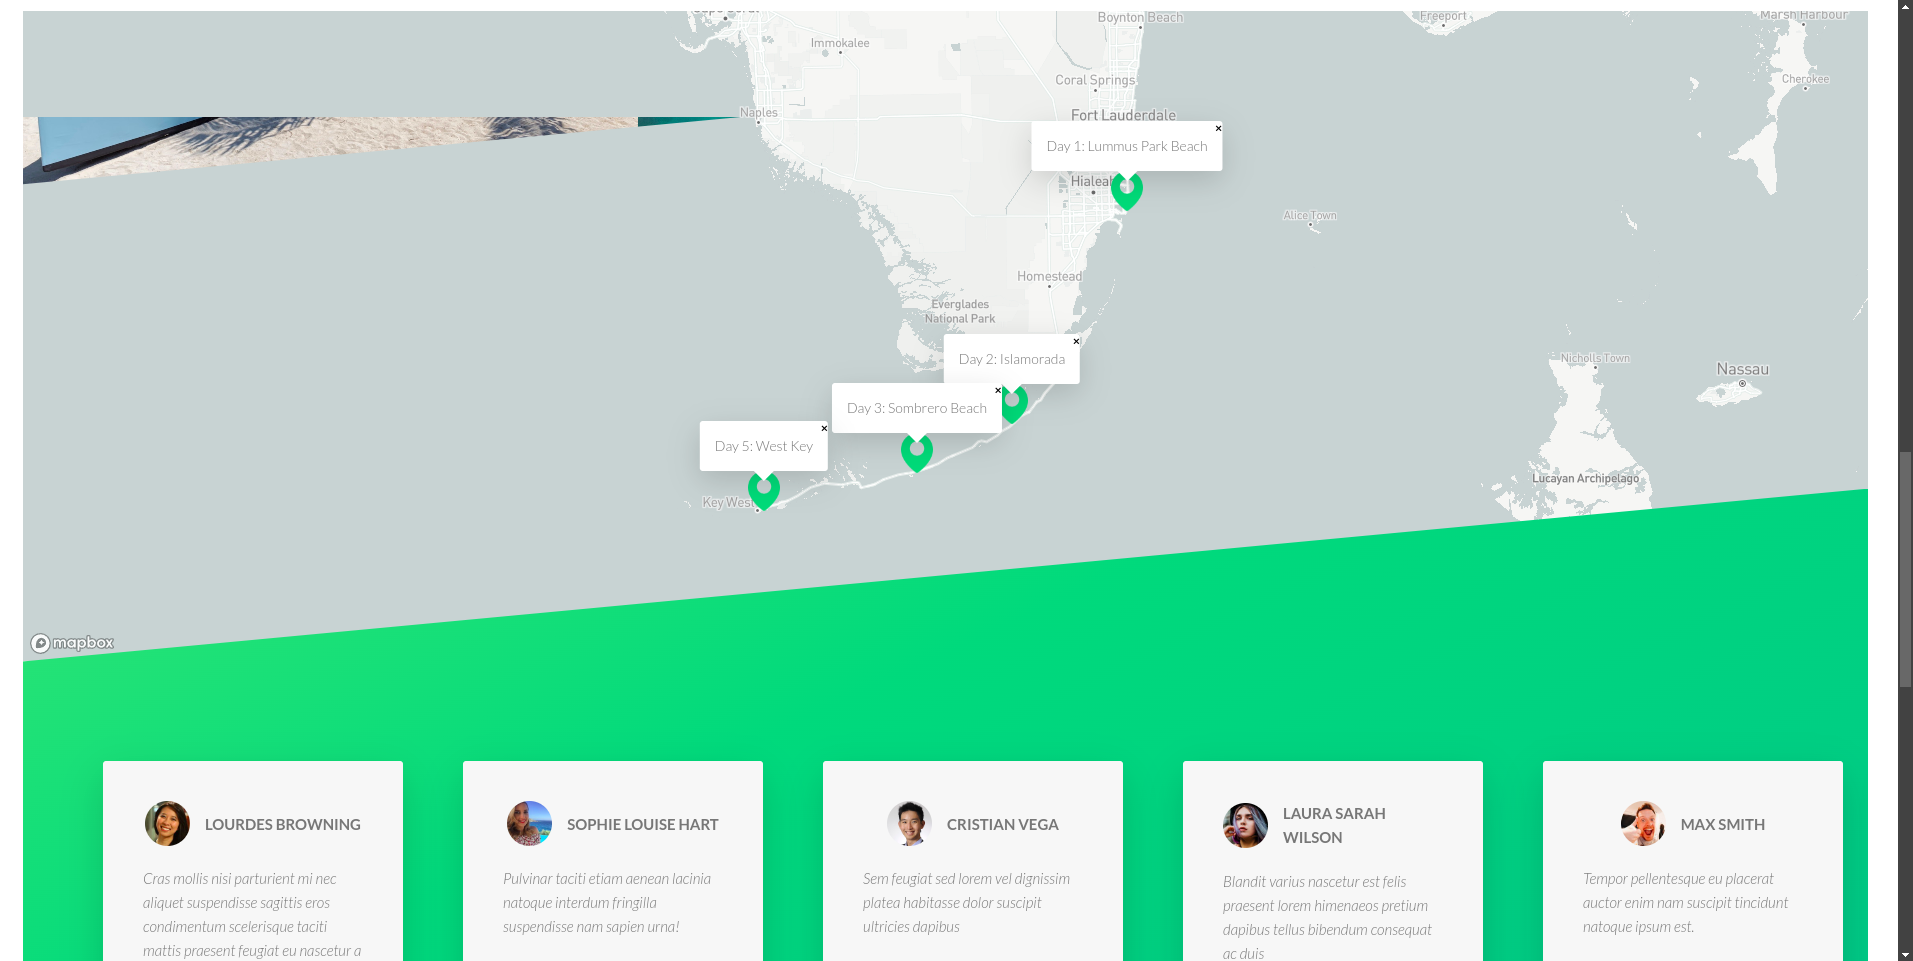 Cape Coral
Boynton Beach
Freeport
Marsh Harbour
Immokalee
Coral Springs
Cherokee
Naples
Fort Lauderdale
Day 1: Lummus Park Beach
Hialeah
Alice Town
Homestead
Everglades
National Park
Day 2: Islamorada
Nicholls Town
Nassau
Day 3: Sombrero Beach
Day 5: West Key
Lucayan Archipelago
Key West
mapbox
LOURDES BROWNING
Cras mollis nisi parturient mi nec
aliquet suspendisse sagittis eros
condimentum scelerisque taciti
mattis praesent feugiat eu nascetur a
SOPHIE LOUISE HART
Pulvinar taciti etiam aenean lacinia
natoque interdum fringilla
suspendisse nam sapien urna!
CRISTIAN VEGA
Sem feugiat sed lorem vel dignissim
platea habitasse dolor suscipit
ultricies dapibus
LAURA SARAH
WILSON
Blandit varius nascetur est felis
praesent lorem himenaeos pretium
dapibus tellus bibendum consequat
ac duis
MAX SMITH
Tempor pellentesque eu placerat
auctor enim nam suscipit tincidunt
natoque ipsum est.